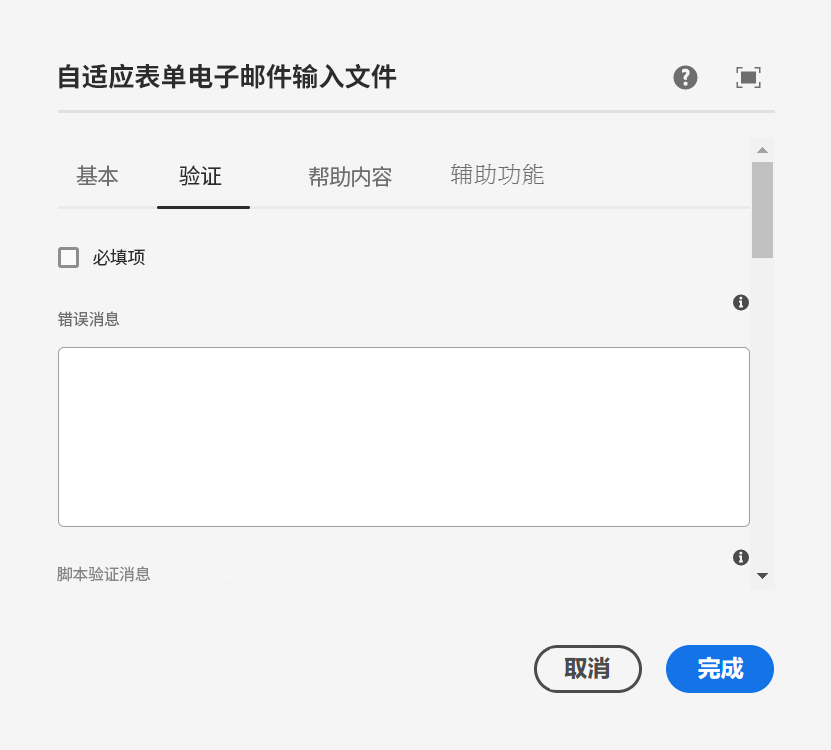 自适应表单电子邮件输入文件
基本 验证 帮助内容 辅助功能
必填项
错误消息
脚本验证消息
取消 完成